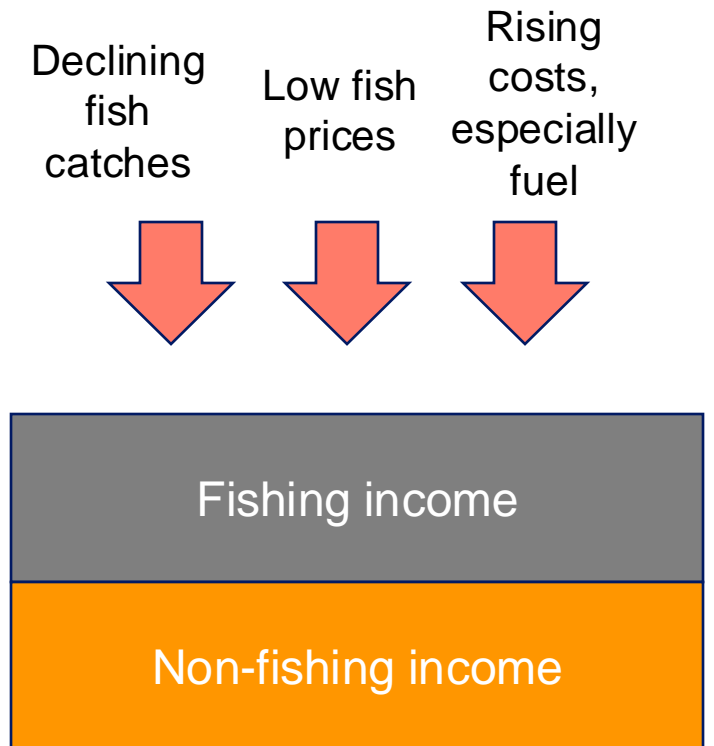 Declining
fish
catches
Low fish
prices
Rising
costs,
especially
fuel
Fishing income
Non-fishing income